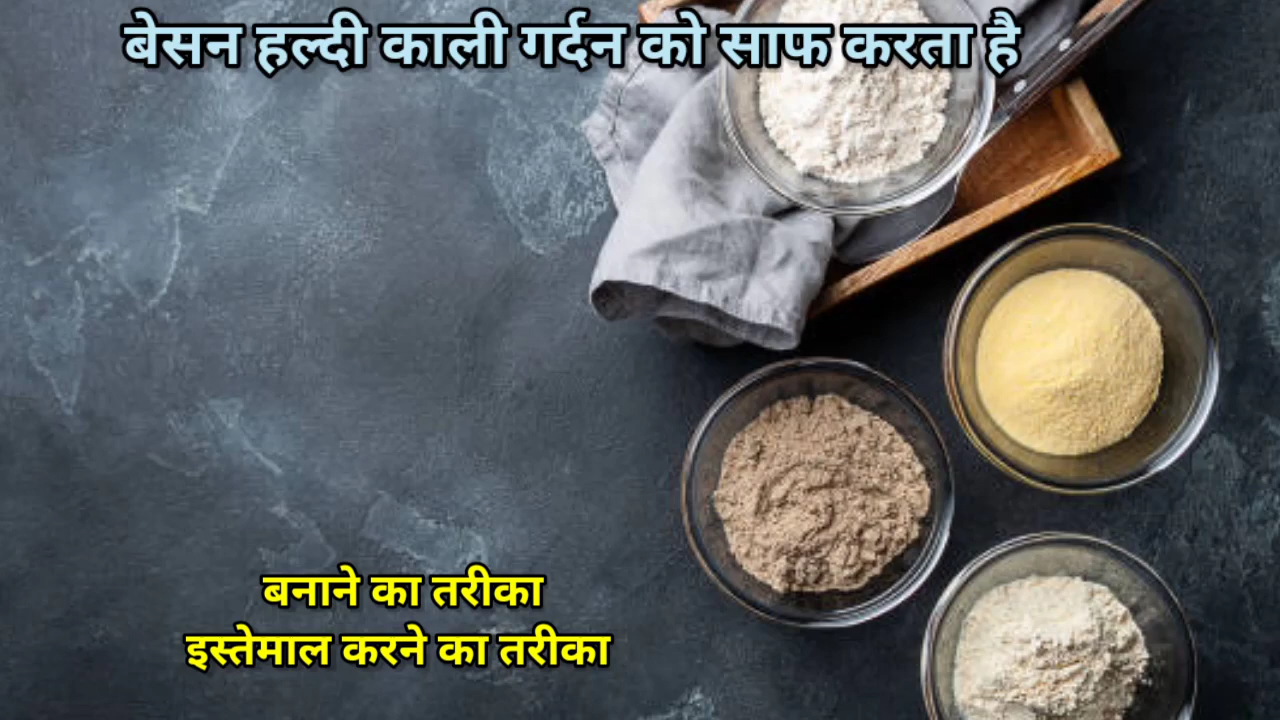 बेसन हल्दी काली गर्दन को साफ करता है
बनाने का तरीका
इस्तेमाल करने का तरीका